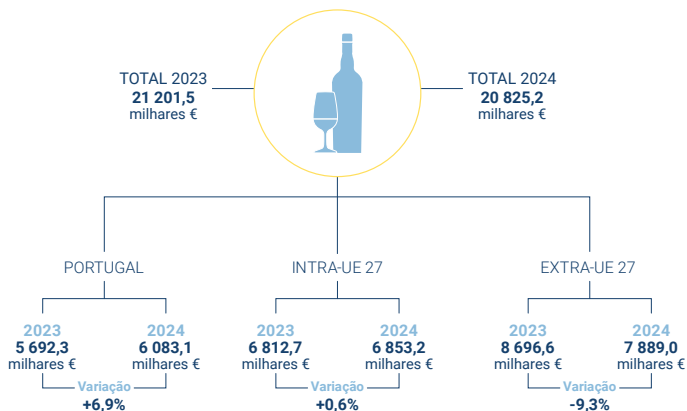 TOTAL 2023
21 201,5
milhares €
TOTAL 2024
20 825,2
milhares €
PORTUGAL
INTRA-UE 27
EXTRA-UE 27
2023
5 692,3
milhares €
2024
6 083,1
milhares €
Variação
+6,9%
2023
6 812,7
milhares €
2024
6 853,2
milhares €
Variação
+0,6%
2023
8 696,6
milhares €
2024
7 889,0
milhares €
Variação
-9,3%